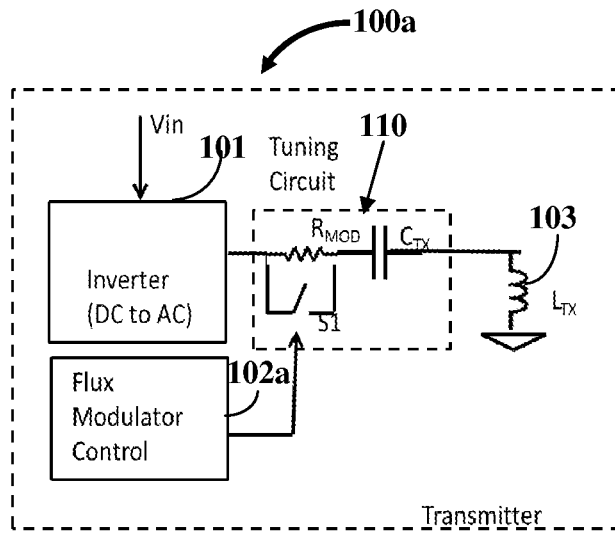 100a
Vin
101
Tuning
Circuit
110
R_MOD
C_TX
103
Inverter
(DC to AC)
S1
L_TX
Flux
Modulator
Control
102a
Transmitter